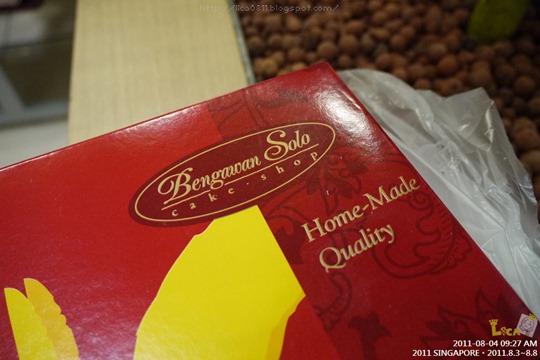 http://lica0811.blogspot.com/
Bengawan Solo
cake·shop
Home-Made
Quality
LiCA
2011-08-04 09:27 AM
2011 SINGAPORE・2011.8.3~8.8